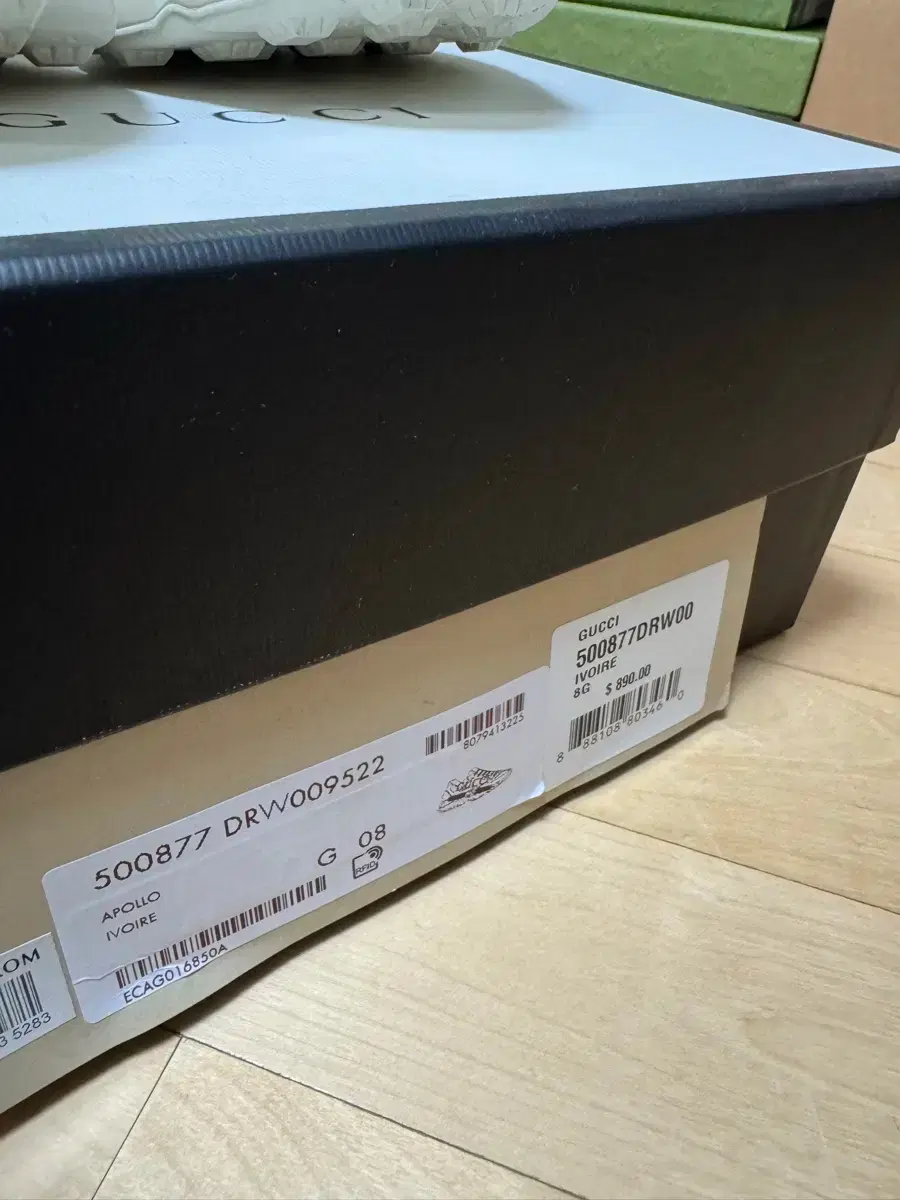 GUCCI
GUCCI
500877DRW00
IVOIRE
8G $ 890.00
8 88108 80346 0
8079413225
500877 DRW009522
G 08
RFID
APOLLO
IVOIRE
ECAG016850A
OM
3 5283